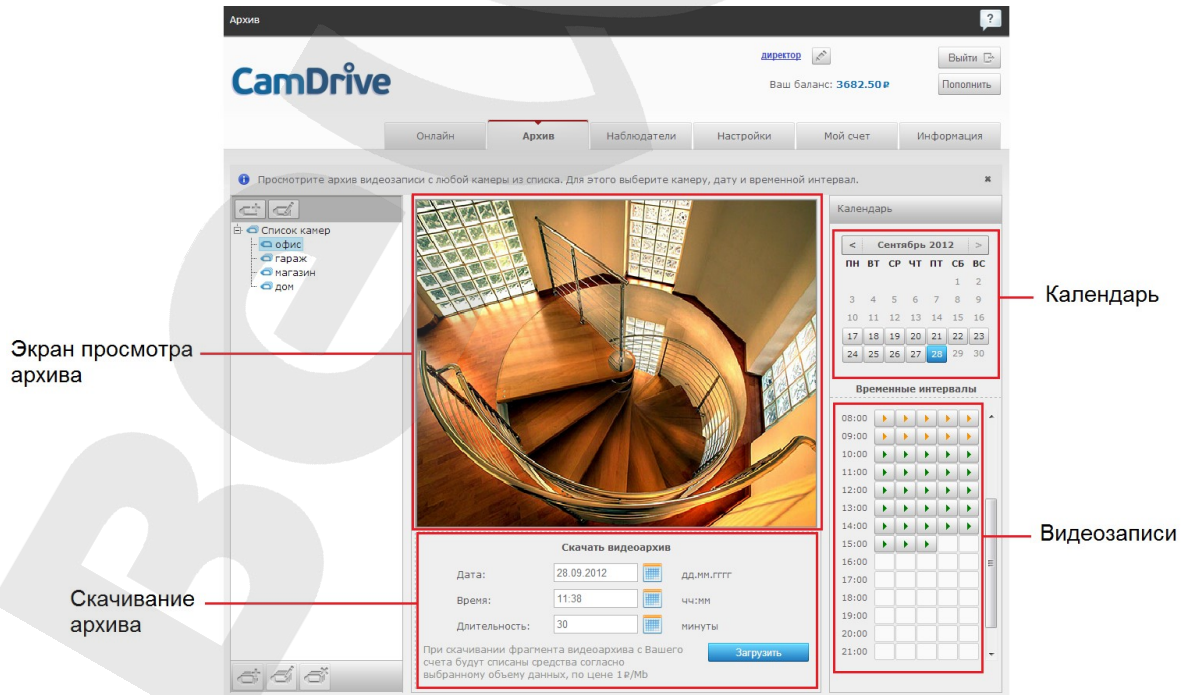 Архив
?
CamDrive
директор
Выйти
Ваш баланс: 3682.50 ₽
Пополнить
Онлайн
Архив
Наблюдатели
Настройки
Мой счет
Информация
Просмотрите архив видеозаписи с любой камеры из списка. Для этого выберите камеру, дату и временной интервал.
Список камер
офис
гараж
магазин
дом
Календарь
< Сентябрь 2012 >
ПН ВТ СР ЧТ ПТ СБ ВС
1 2
3 4 5 6 7 8 9
10 11 12 13 14 15 16
17 18 19 20 21 22 23
24 25 26 27 28 29 30
Календарь
Экран просмотра
архива
Временные интервалы
08:00
09:00
10:00
11:00
12:00
13:00
14:00
15:00
16:00
17:00
18:00
19:00
20:00
21:00
Видеозаписи
Скачать видеоархив
Дата: 28.09.2012 дд.мм.гггг
Время: 11:38 чч:мм
Длительность: 30 минуты
При скачивании фрагмента видеоархива с Вашего
счета будут списаны средства согласно
выбранному объему данных, по цене 1₽/Mb
Загрузить
Скачивание
архива